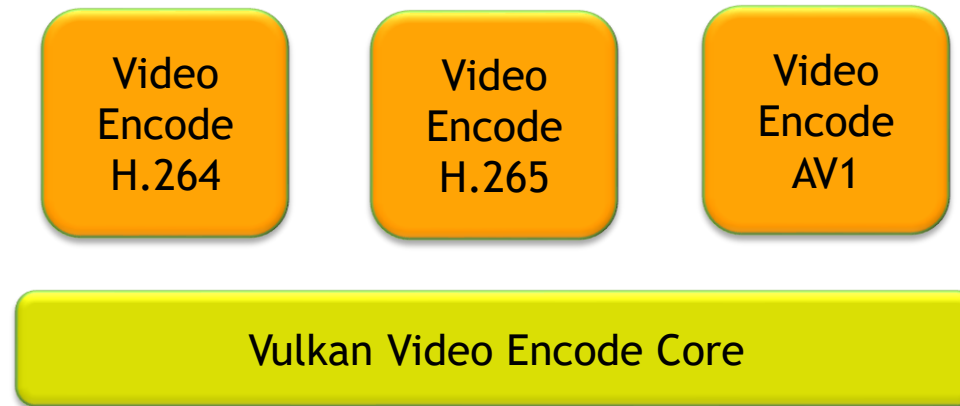 Video
Encode
H.264
Video
Encode
H.265
Video
Encode
AV1
Vulkan Video Encode Core